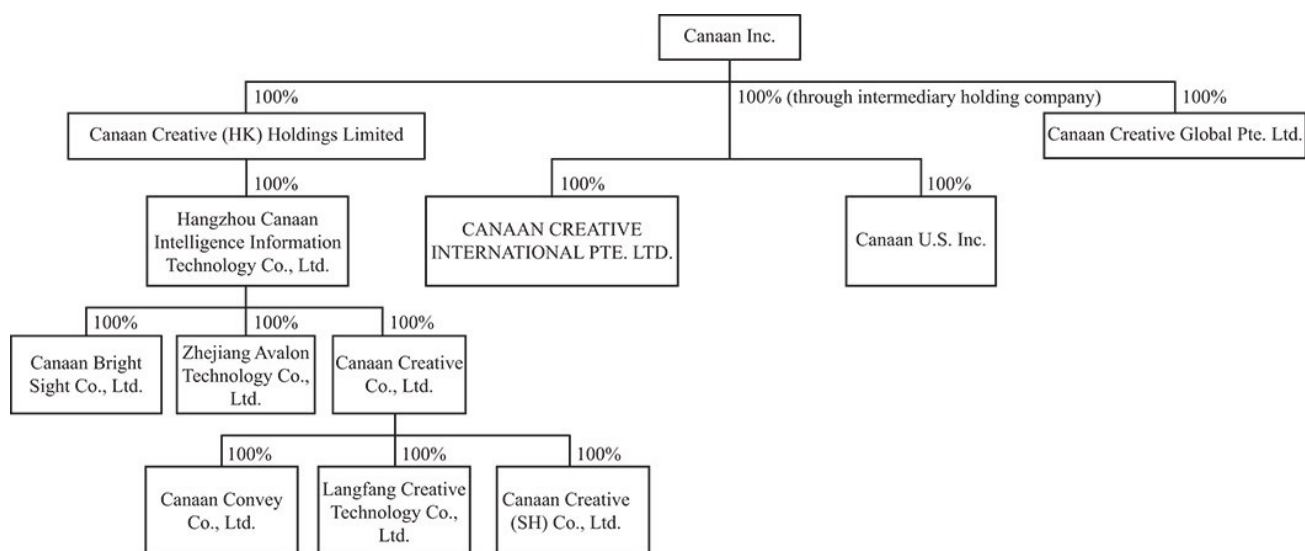 Canaan Inc.
100%
100% (through intermediary holding company)
100%
Canaan Creative (HK) Holdings Limited
Canaan Creative Global Pte. Ltd.
100%
100%
100%
Hangzhou Canaan
Intelligence Information
Technology Co., Ltd.
CANAAN CREATIVE
INTERNATIONAL PTE. LTD.
Canaan U.S. Inc.
100%
100%
100%
Canaan Bright
Sight Co., Ltd.
Zhejiang Avalon
Technology Co.,
Ltd.
Canaan Creative
Co., Ltd.
100%
100%
100%
Canaan Convey
Co., Ltd.
Langfang Creative
Technology Co.,
Ltd.
Canaan Creative
(SH) Co., Ltd.